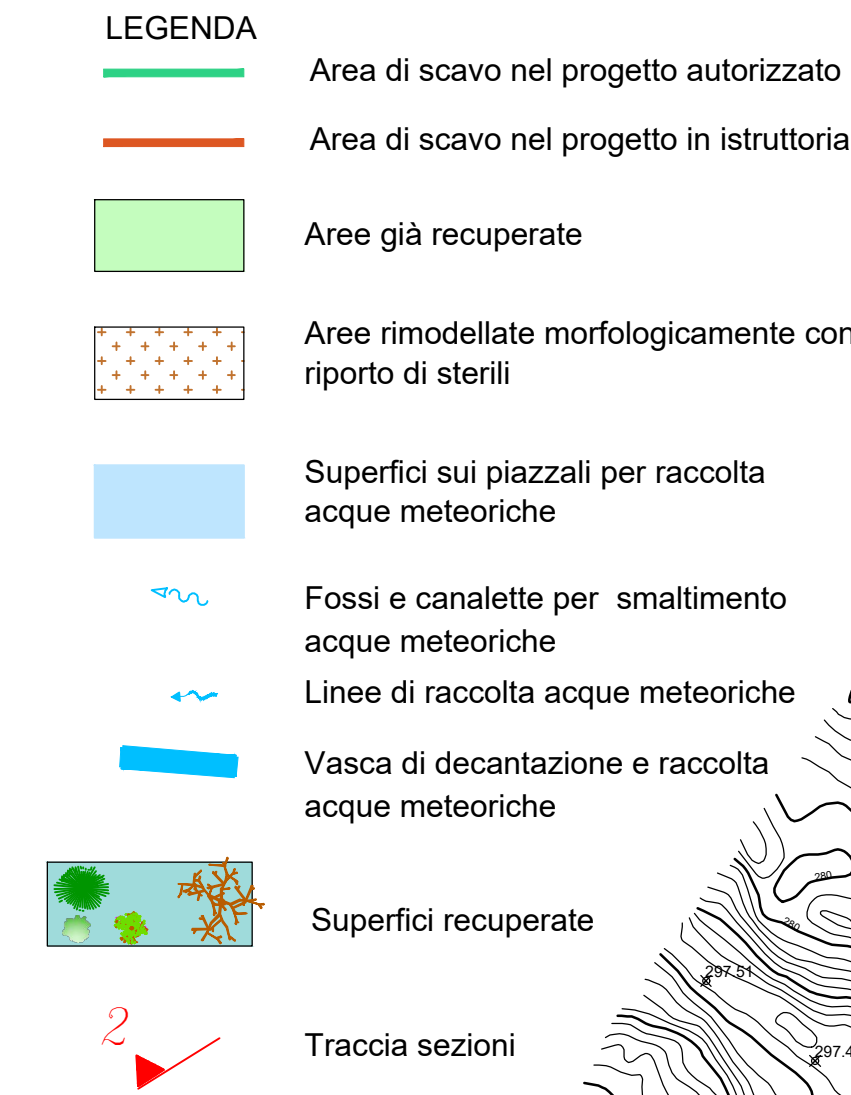 LEGENDA
Area di scavo nel progetto autorizzato
Area di scavo nel progetto in istruttoria
Aree già recuperate
Aree rimodellate morfologicamente con
riporto di sterili
Superfici sui piazzali per raccolta
acque meteoriche
Fossi e canalette per  smaltimento
acque meteoriche
Linee di raccolta acque meteoriche
Vasca di decantazione e raccolta
acque meteoriche
280
280
Superfici recuperate
297.51
2
Traccia sezioni
297.4